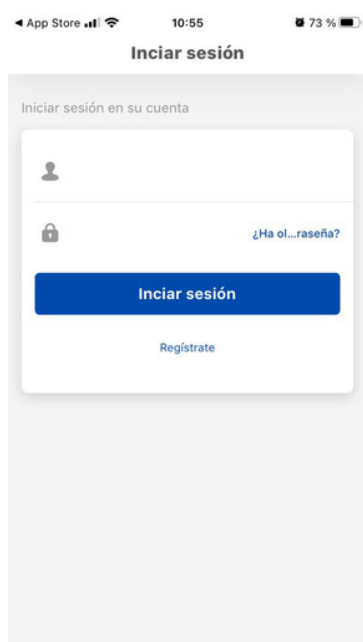 ◀ App Store 10:55 73 %
Inciar sesión
Iniciar sesión en su cuenta
¿Ha ol...raseña?
Inciar sesión
Regístrate